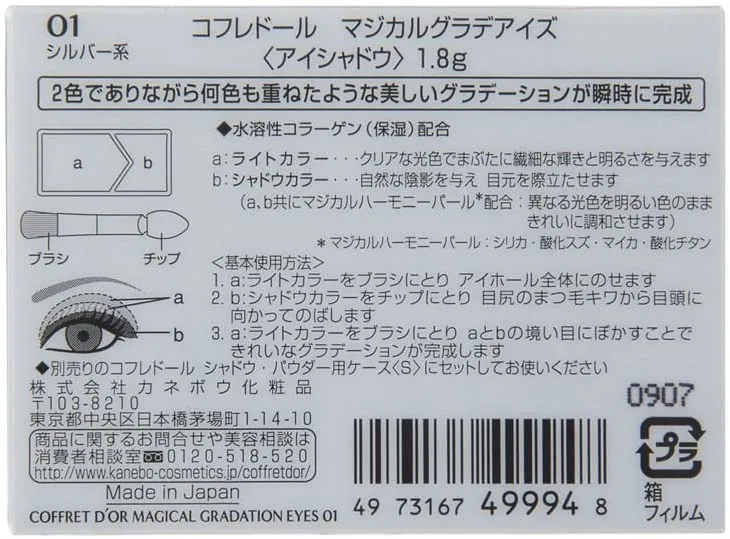 01
シルバー系
コフレドール　マジカルグラデアイズ
〈アイシャドウ〉1.8g
2色でありながら何色も重ねたような美しいグラデーションが瞬時に完成
◆水溶性コラーゲン（保湿）配合
a b
a：ライトカラー・・・クリアな光色でまぶたに繊細な輝きと明るさを与えます
b：シャドウカラー・・・自然な陰影を与え 目元を際立たせます
（a、b共にマジカルハーモニーパール*配合：異なる光色を明るい色のまま
きれいに調和させます）
*マジカルハーモニーパール：シリカ・酸化スズ・マイカ・酸化チタン
ブラシ チップ
<基本使用方法>
1. a:ライトカラーをブラシにとり アイホール全体にのせます
2. b:シャドウカラーをチップにとり 目尻のまつ毛キワから目頭に
向かってのばします
3. a:ライトカラーをブラシにとり aとbの境い目にぼかすことで
きれいなグラデーションが完成します
a
b
◆別売りのコフレドール シャドウ・パウダー用ケース〈S〉にセットしてお使いください
株式会社カネボウ化粧品
〒103-8210
東京都中央区日本橋茅場町1-14-10
商品に関するお問合せや美容相談は
消費者相談室 0120-518-520
http://www.kanebo-cosmetics.jp/coffretdor/
Made in Japan
COFFRET D'OR MAGICAL GRADATION EYES 01
0907
49 73167 49994 8
プラ
箱
フィルム